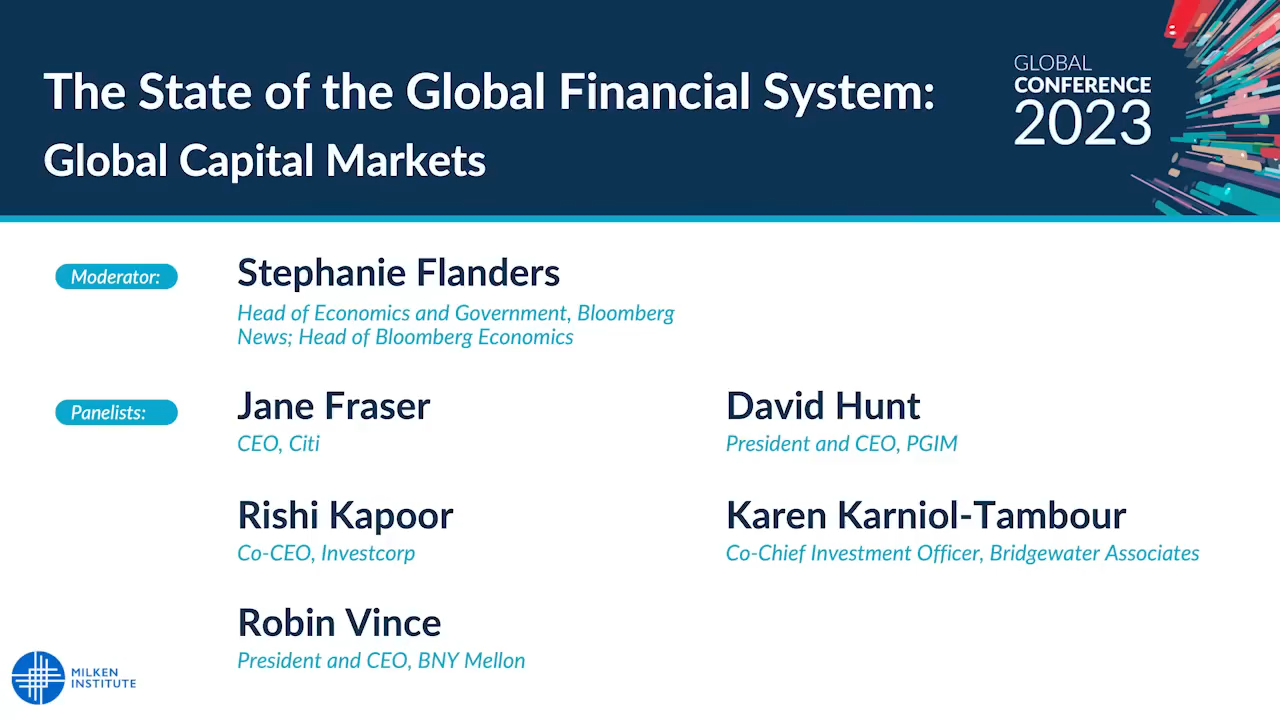 The State of the Global Financial System:
Global Capital Markets
GLOBAL
CONFERENCE
2023
Moderator:
Stephanie Flanders
Head of Economics and Government, Bloomberg
News; Head of Bloomberg Economics
Panelists:
Jane Fraser
CEO, Citi
David Hunt
President and CEO, PGIM
Rishi Kapoor
Co-CEO, Investcorp
Karen Karniol-Tambour
Co-Chief Investment Officer, Bridgewater Associates
Robin Vince
President and CEO, BNY Mellon
MILKEN
INSTITUTE